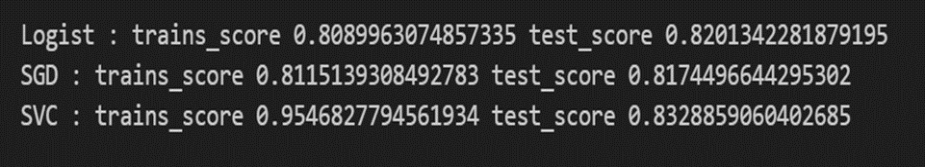 Logist : trains_score 0.8089963074857335 test_score 0.8201342281879195
SGD : trains_score 0.8115139308492783 test_score 0.8174496644295302
SVC : trains_score 0.9546827794561934 test_score 0.8328859060402685